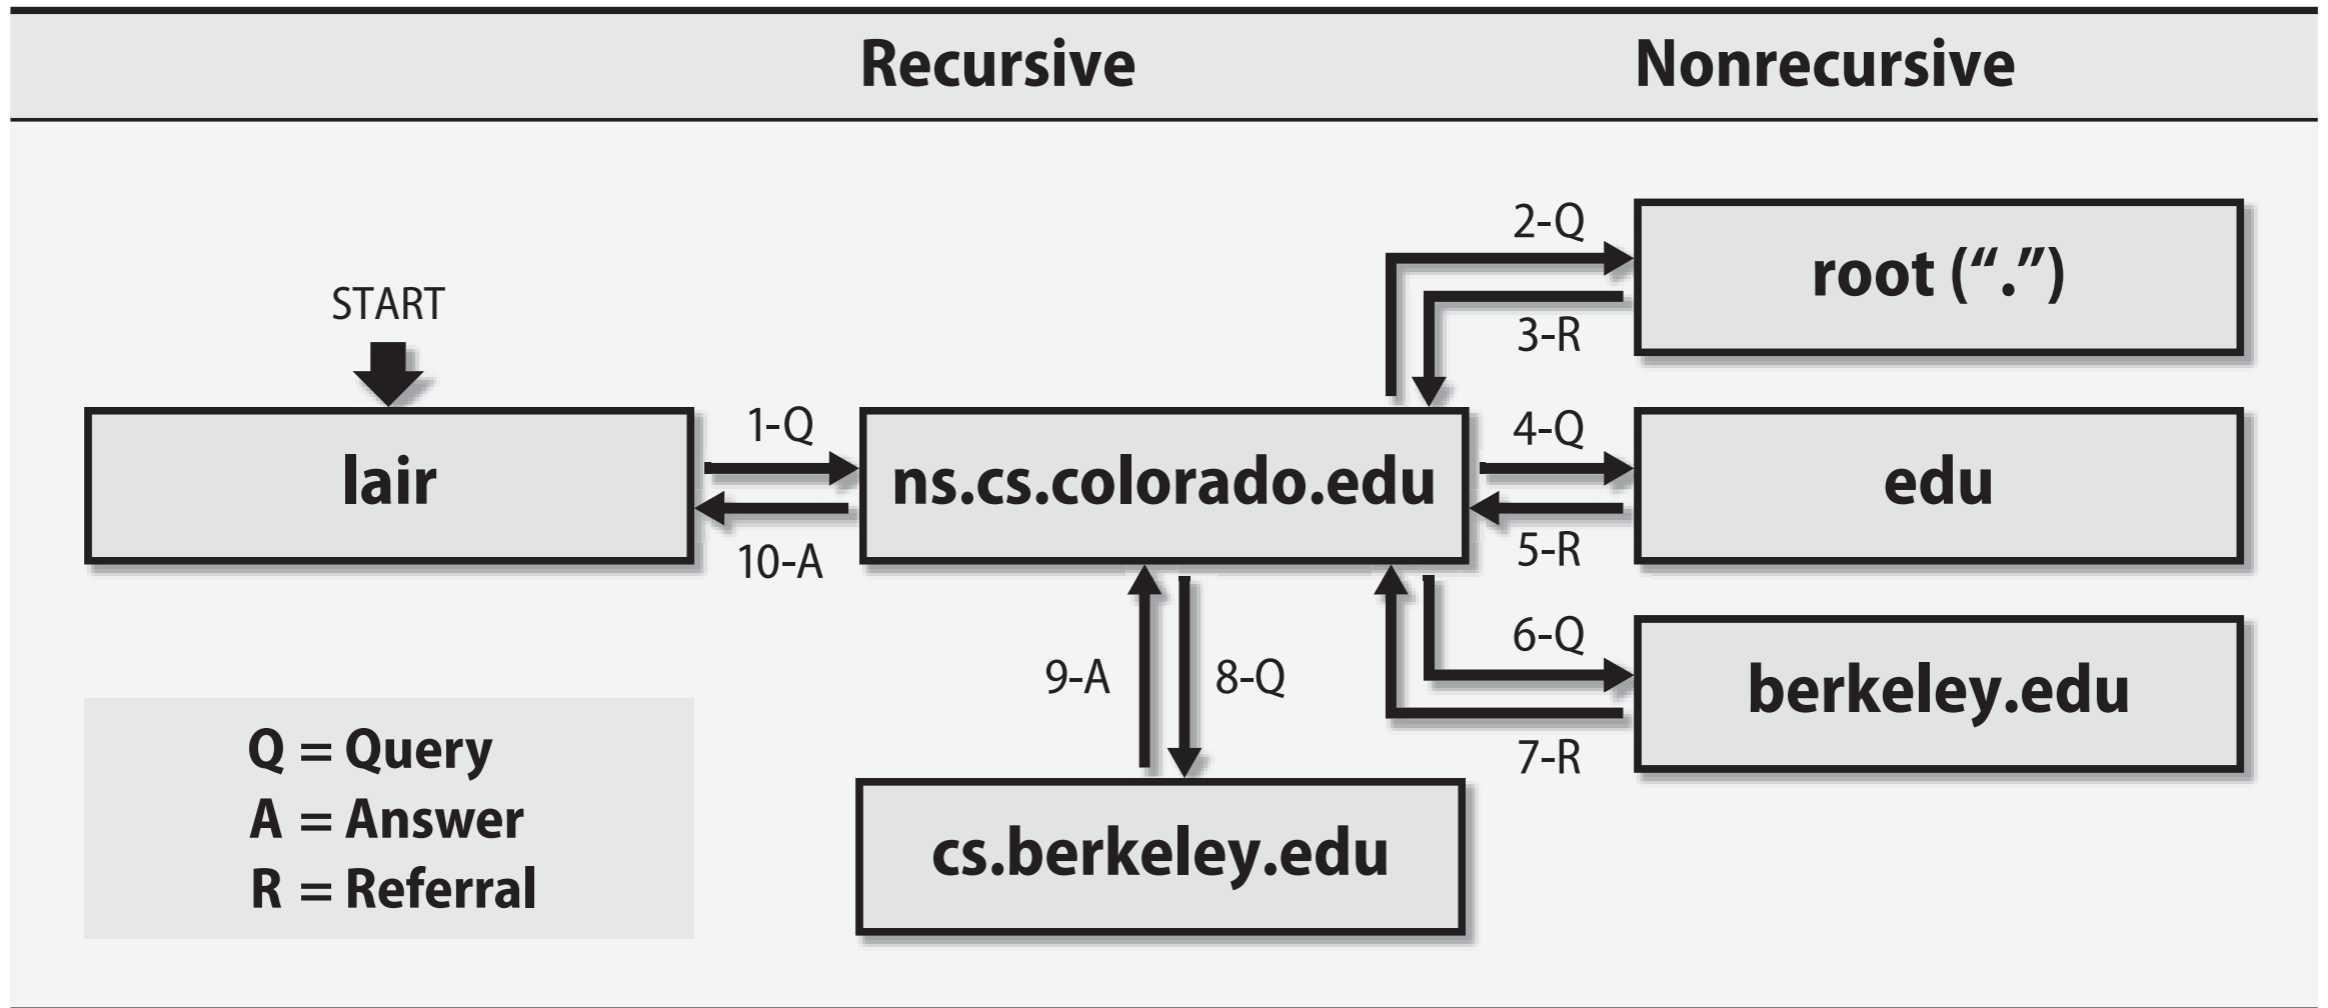 Recursive
Nonrecursive
START
lair
1-Q
10-A
ns.cs.colorado.edu
2-Q
3-R
root (“.”)
4-Q
5-R
edu
6-Q
7-R
berkeley.edu
9-A
8-Q
cs.berkeley.edu
Q = Query
A = Answer
R = Referral